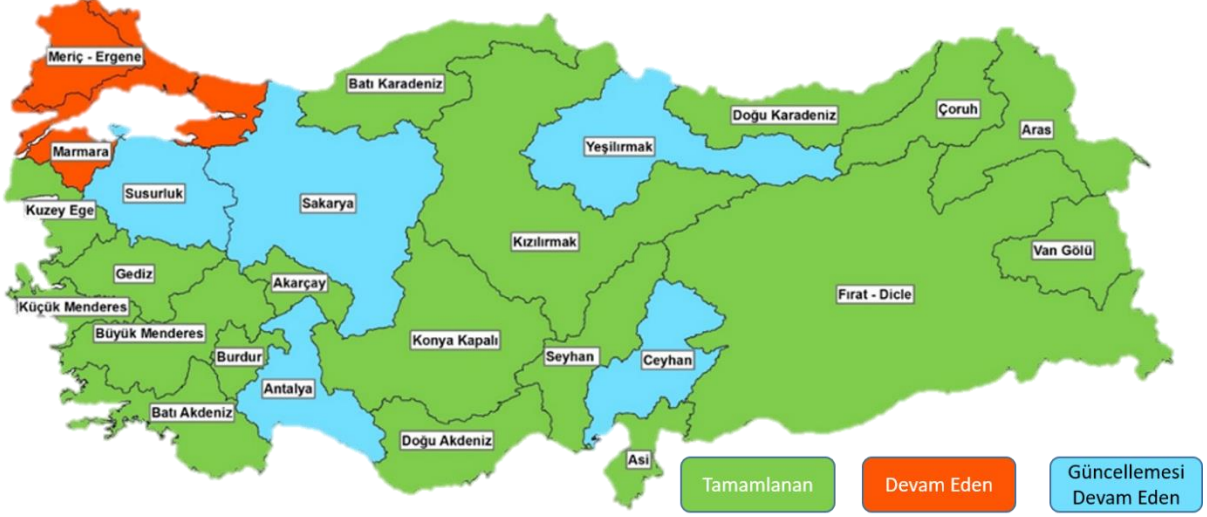 Meriç - Ergene
Batı Karadeniz
Doğu Karadeniz
Çoruh
Aras
Marmara
Yeşilırmak
Susurluk
Sakarya
Kuzey Ege
Kızılırmak
Van Gölü
Gediz
Akarçay
Fırat - Dicle
Küçük Menderes
Büyük Menderes
Konya Kapalı
Burdur
Seyhan
Ceyhan
Antalya
Batı Akdeniz
Doğu Akdeniz
Asi
Tamamlanan
Devam Eden
Güncellemesi
Devam Eden